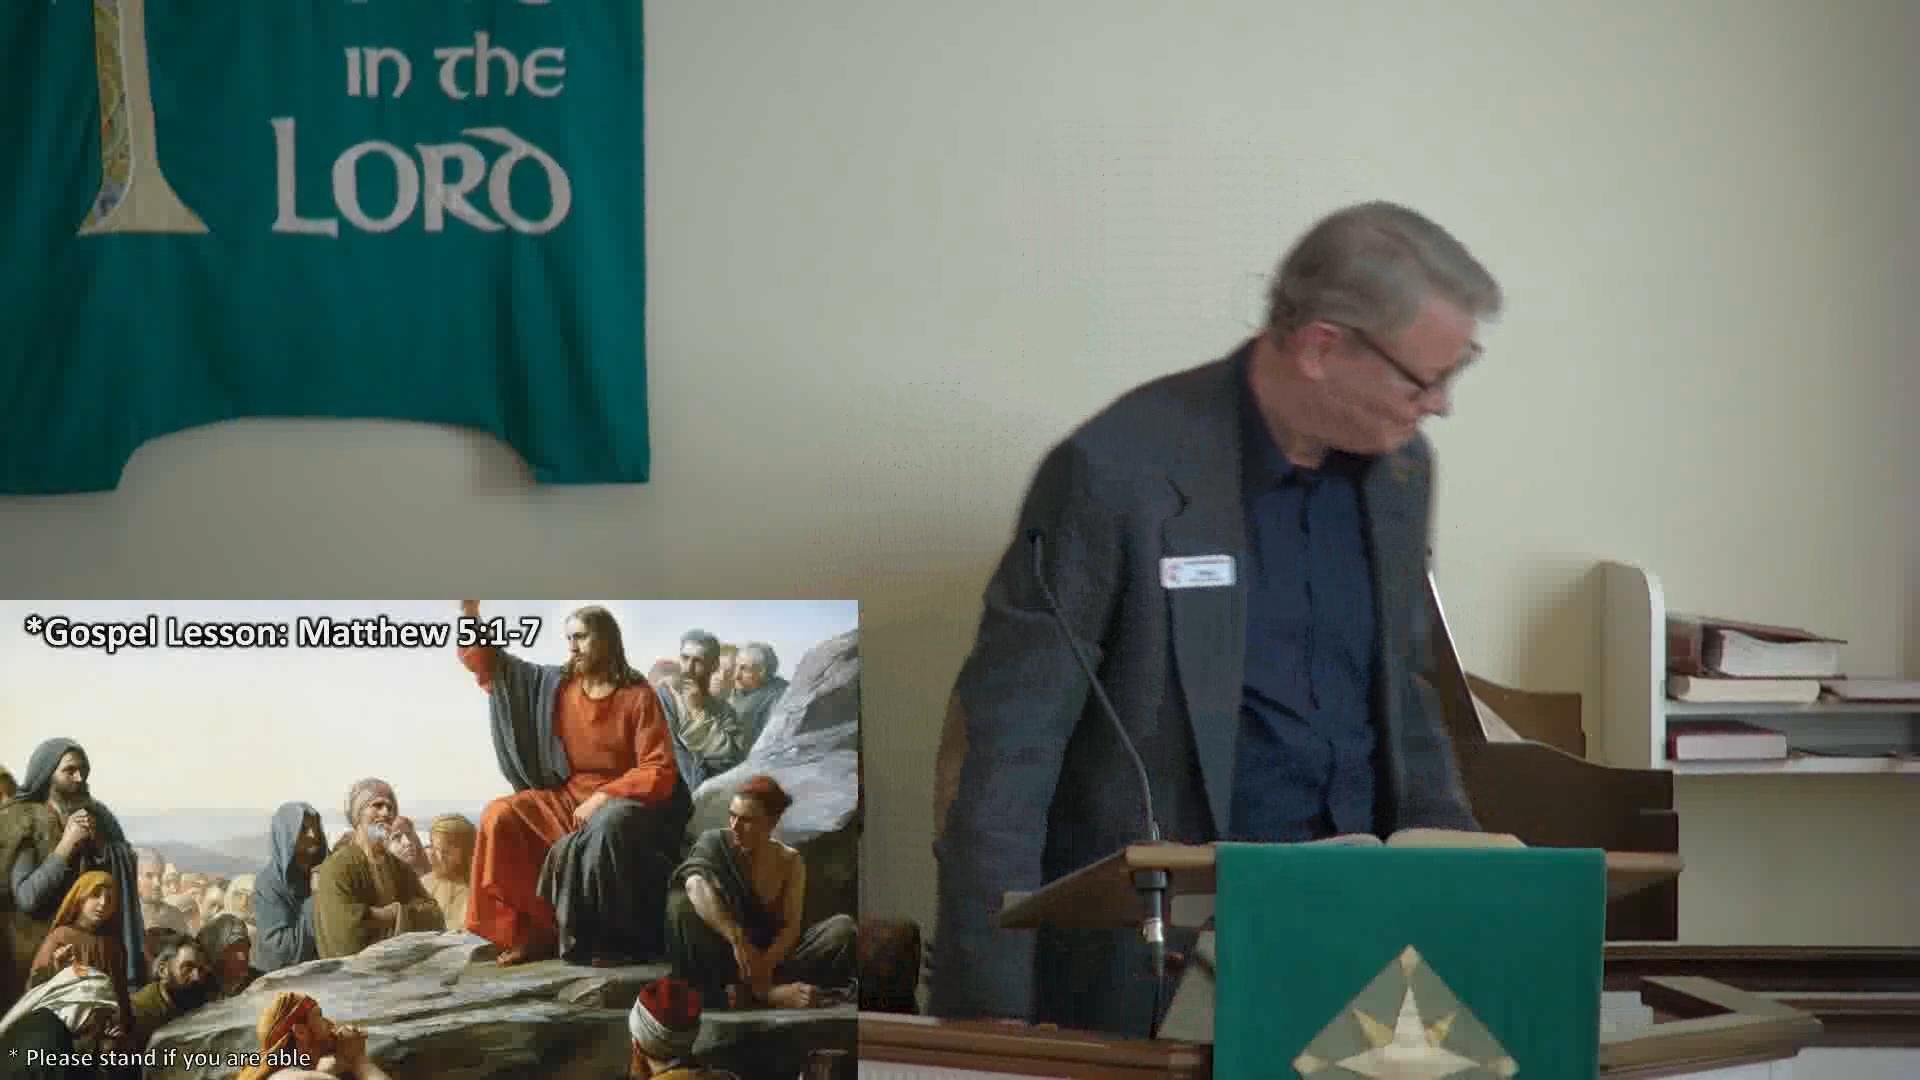 in the
LORD
*Gospel Lesson: Matthew 5:1-7
* Please stand if you are able